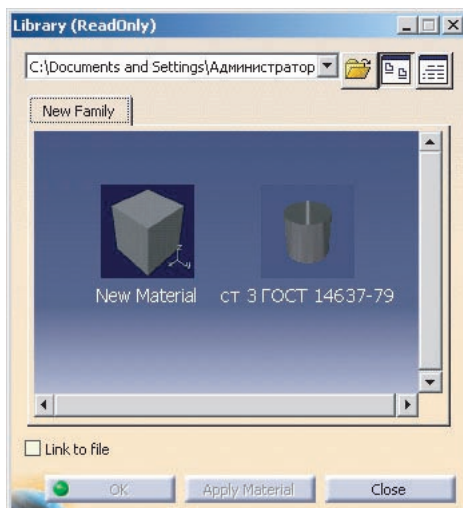 Library (ReadOnly)
C:\Documents and Settings\Администратор
New Family
New Material
ст 3 ГОСТ 14637-79
Link to file
OK
Apply Material
Close